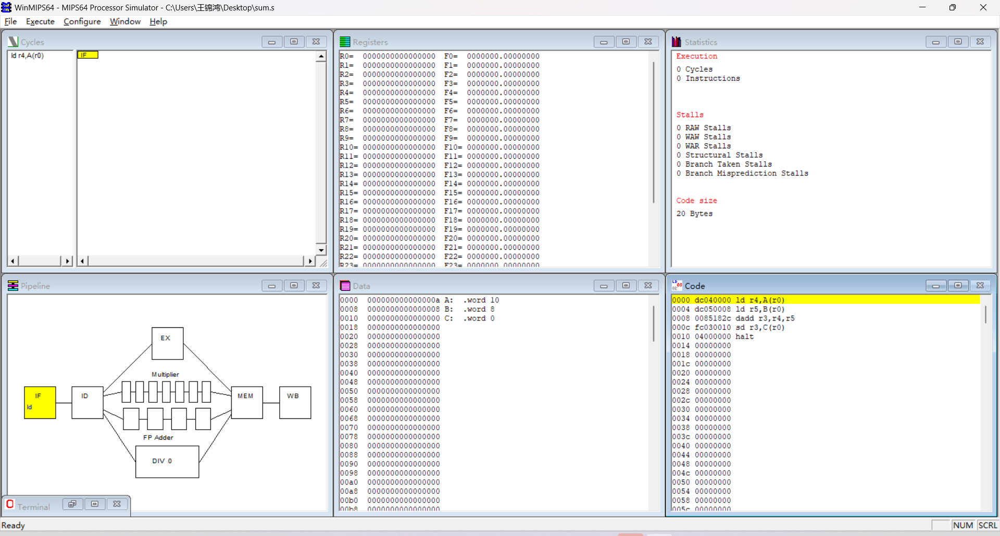 WinMIPS64 - MIPS64 Processor Simulator - C:\Users\王锦鸿\Desktop\sum.s
File Execute Configure Window Help
Cycles
ld r4,A(r0)
IF
Registers
R0= 0000000000000000 F0= 0000000.00000000
R1= 0000000000000000 F1= 0000000.00000000
R2= 0000000000000000 F2= 0000000.00000000
R3= 0000000000000000 F3= 0000000.00000000
R4= 0000000000000000 F4= 0000000.00000000
R5= 0000000000000000 F5= 0000000.00000000
R6= 0000000000000000 F6= 0000000.00000000
R7= 0000000000000000 F7= 0000000.00000000
R8= 0000000000000000 F8= 0000000.00000000
R9= 0000000000000000 F9= 0000000.00000000
R10= 0000000000000000 F10= 0000000.00000000
R11= 0000000000000000 F11= 0000000.00000000
R12= 0000000000000000 F12= 0000000.00000000
R13= 0000000000000000 F13= 0000000.00000000
R14= 0000000000000000 F14= 0000000.00000000
R15= 0000000000000000 F15= 0000000.00000000
R16= 0000000000000000 F16= 0000000.00000000
R17= 0000000000000000 F17= 0000000.00000000
R18= 0000000000000000 F18= 0000000.00000000
R19= 0000000000000000 F19= 0000000.00000000
R20= 0000000000000000 F20= 0000000.00000000
R21= 0000000000000000 F21= 0000000.00000000
R22= 0000000000000000 F22= 0000000.00000000
R23= 0000000000000000 F23= 0000000.00000000
Statistics
Execution
0 Cycles
0 Instructions
Stalls
0 RAW Stalls
0 WAW Stalls
0 WAR Stalls
0 Structural Stalls
0 Branch Taken Stalls
0 Branch Misprediction Stalls
Code size
20 Bytes
Pipeline
EX
Multiplier
IF
ld
ID
MEM
WB
FP Adder
DIV 0
Terminal
Data
0000 000000000000000a A: .word 10
0008 0000000000000008 B: .word 8
0010 0000000000000000 C: .word 0
0018 0000000000000000
0020 0000000000000000
0028 0000000000000000
0030 0000000000000000
0038 0000000000000000
0040 0000000000000000
0048 0000000000000000
0050 0000000000000000
0058 0000000000000000
0060 0000000000000000
0068 0000000000000000
0070 0000000000000000
0078 0000000000000000
0080 0000000000000000
0088 0000000000000000
0090 0000000000000000
0098 0000000000000000
00a0 0000000000000000
00a8 0000000000000000
00b0 0000000000000000
00b8 0000000000000000
Code
0000 dc040000 ld r4,A(r0)
0004 dc050008 ld r5,B(r0)
0008 0085182c dadd r3,r4,r5
000c fc030010 sd r3,C(r0)
0010 04000000 halt
0014 00000000
0018 00000000
001c 00000000
0020 00000000
0024 00000000
0028 00000000
002c 00000000
0030 00000000
0034 00000000
0038 00000000
003c 00000000
0040 00000000
0044 00000000
0048 00000000
004c 00000000
0050 00000000
0054 00000000
0058 00000000
005c 00000000
Ready
NUM SCRL